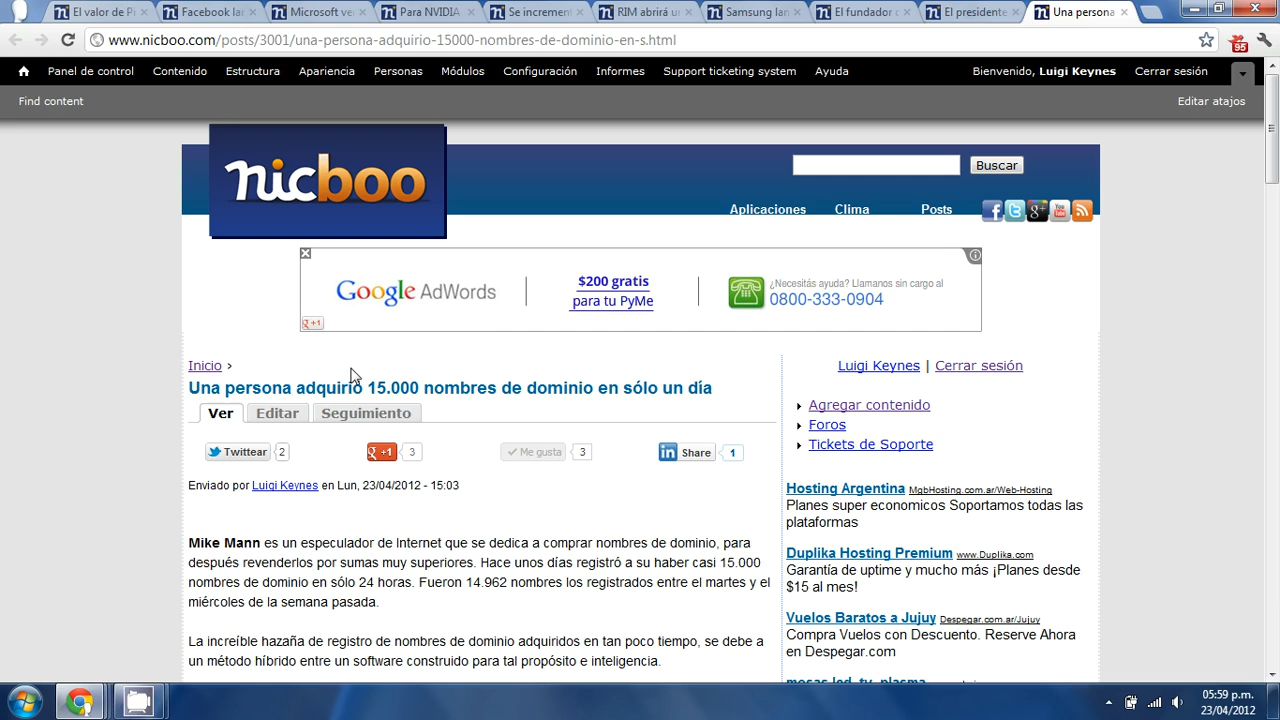 El valor de P
Facebook lan
Microsoft ve
Para NVIDIA
Se increment
RIM abrirá u
Samsung lan
El fundador
El presidente
Una persona
www.nicboo.com/posts/3001/una-persona-adquirio-15000-nombres-de-dominio-en-s.html
95
Panel de control Contenido Estructura Apariencia Personas Módulos Configuración Informes Support ticketing system Ayuda Bienvenido, Luigi Keynes Cerrar sesión
Find content Editar atajos
nicboo
Buscar
Aplicaciones Clima Posts
Google AdWords
$200 gratis
para tu PyMe
¿Necesitás ayuda? Llamanos sin cargo al
0800-333-0904
g +1
Inicio ›
Una persona adquirió 15.000 nombres de dominio en sólo un día
Ver Editar Seguimiento
Twittear 2 g +1 3 Me gusta 3 in Share 1
Enviado por Luigi Keynes en Lun, 23/04/2012 - 15:03
Mike Mann es un especulador de Internet que se dedica a comprar nombres de dominio, para
después revenderlos por sumas muy superiores. Hace unos días registró a su haber casi 15.000
nombres de dominio en sólo 24 horas. Fueron 14.962 nombres los registrados entre el martes y el
miércoles de la semana pasada.
La increíble hazaña de registro de nombres de dominio adquiridos en tan poco tiempo, se debe a
un método híbrido entre un software construido para tal propósito e inteligencia.
Luigi Keynes | Cerrar sesión
Agregar contenido
Foros
Tickets de Soporte
Hosting Argentina MgbHosting.com.ar/Web-Hosting
Planes super economicos Soportamos todas las
plataformas
Duplika Hosting Premium www.Duplika.com
Garantía de uptime y mucho más ¡Planes desde
$15 al mes!
Vuelos Baratos a Jujuy Despegar.com.ar/Jujuy
Compra Vuelos con Descuento. Reserve Ahora
en Despegar.com
mesas led, tv, plasma
05:59 p.m.
23/04/2012